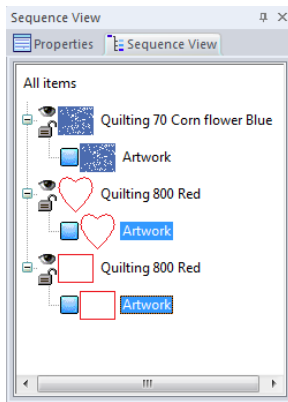 Sequence View
Properties Sequence View
All items
Quilting 70 Corn flower Blue
Artwork
Quilting 800 Red
Artwork
Quilting 800 Red
Artwork